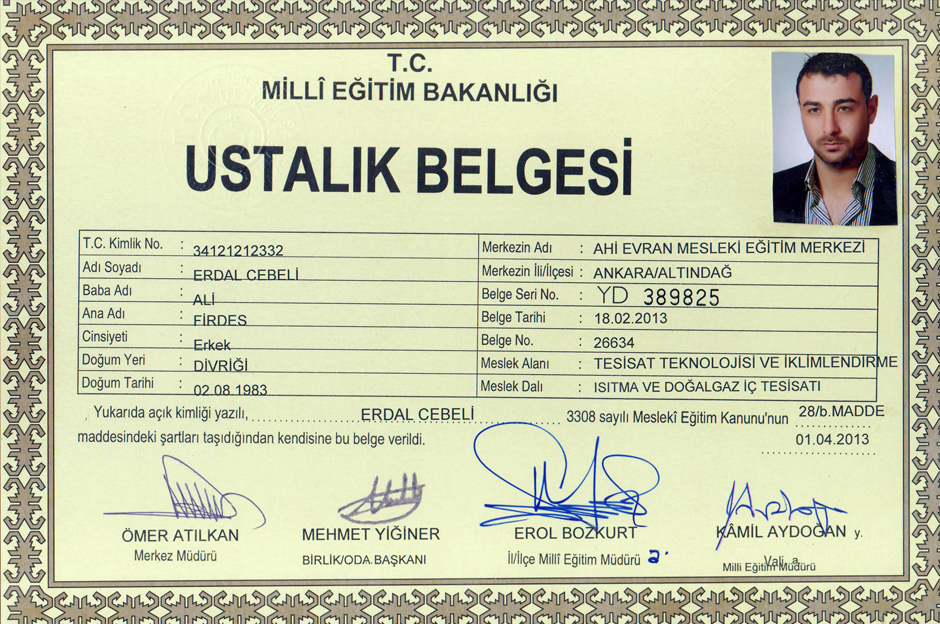 T.C.
MİLLÎ EĞİTİM BAKANLIĞI
USTALIK BELGESİ
T.C. Kimlik No. : 34121212332
Adı Soyadı : ERDAL CEBELİ
Baba Adı : ALİ
Ana Adı : FİRDES
Cinsiyeti : Erkek
Doğum Yeri : DİVRİĞİ
Doğum Tarihi : 02.08.1983
Merkezin Adı : AHİ EVRAN MESLEKİ EĞİTİM MERKEZİ
Merkezin İli/İlçesi : ANKARA/ALTINDAĞ
Belge Seri No. : YD 389825
Belge Tarihi : 18.02.2013
Belge No. : 26634
Meslek Alanı : TESİSAT TEKNOLOJİSİ VE İKLİMLENDİRME
Meslek Dalı : ISITMA VE DOĞALGAZ İÇ TESİSATI
Yukarıda açık kimliği yazılı, ERDAL CEBELİ 3308 sayılı Meslekî Eğitim Kanunu'nun 28/b.MADDE
maddesindeki şartları taşıdığından kendisine bu belge verildi. 01.04.2013
ÖMER ATILKAN
Merkez Müdürü
MEHMET YİĞİNER
BİRLİK/ODA BAŞKANI
EROL BOZKURT
İl/İlçe Millî Eğitim Müdürü a.
KÂMİL AYDOĞAN y.
Vali a.
Milli Eğitim Müdürü